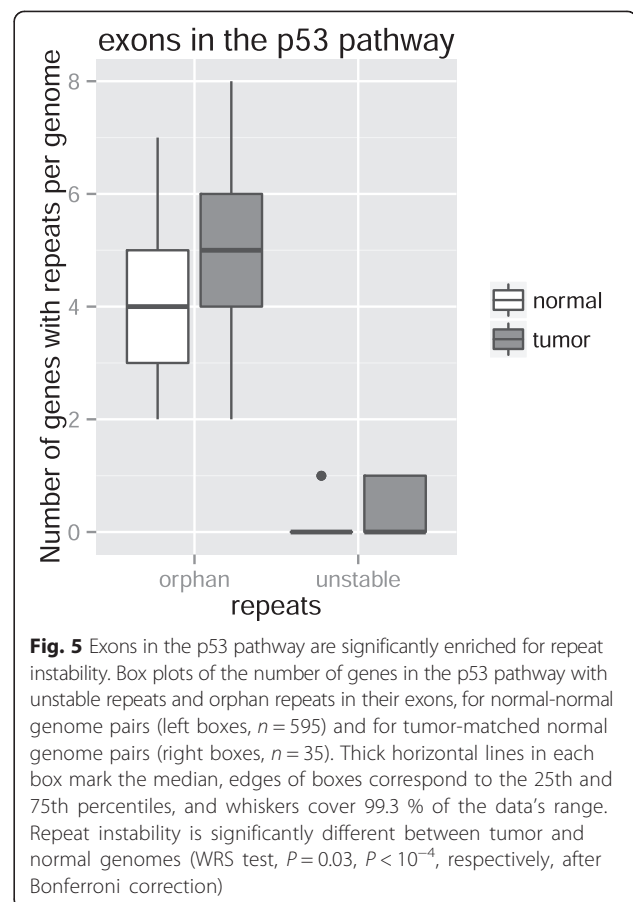 exons in the p53 pathway
Number of genes with repeats per genome
8
6
4
2
0
orphan
unstable
repeats
normal
tumor
Fig. 5 Exons in the p53 pathway are significantly enriched for repeat
instability. Box plots of the number of genes in the p53 pathway with
unstable repeats and orphan repeats in their exons, for normal-normal
genome pairs (left boxes, n = 595) and for tumor-matched normal
genome pairs (right boxes, n = 35). Thick horizontal lines in each
box mark the median, edges of boxes correspond to the 25th and
75th percentiles, and whiskers cover 99.3 % of the data's range.
Repeat instability is significantly different between tumor and
normal genomes (WRS test, P = 0.03, P < 10⁻⁴, respectively, after
Bonferroni correction)